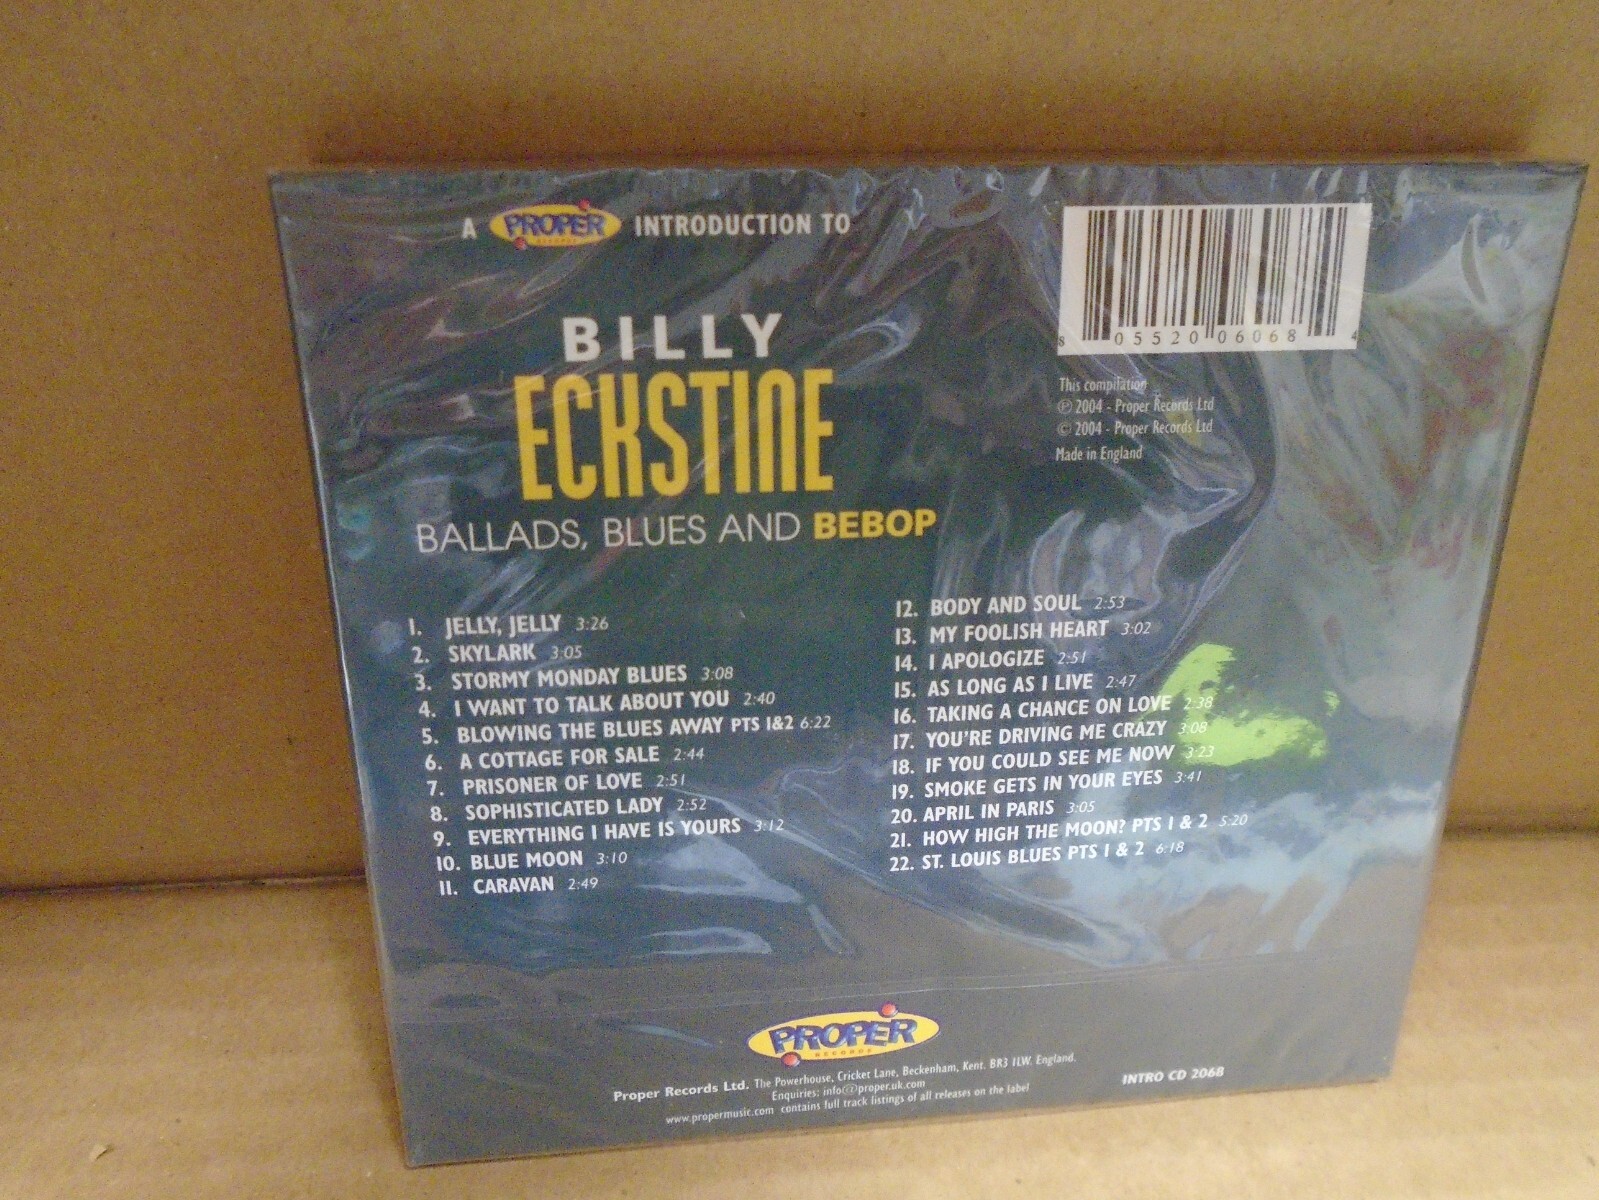 A PROPER RECORDS INTRODUCTION TO
BILLY
ECKSTINE
BALLADS, BLUES AND BEBOP
8 05520 06068 4
This compilation
℗ 2004 - Proper Records Ltd
© 2004 - Proper Records Ltd
Made in England
1. JELLY, JELLY 3:26
2. SKYLARK 3:05
3. STORMY MONDAY BLUES 3:08
4. I WANT TO TALK ABOUT YOU 2:40
5. BLOWING THE BLUES AWAY PTS 1&2 6:22
6. A COTTAGE FOR SALE 2:44
7. PRISONER OF LOVE 2:51
8. SOPHISTICATED LADY 2:52
9. EVERYTHING I HAVE IS YOURS 3:12
10. BLUE MOON 3:10
11. CARAVAN 2:49
12. BODY AND SOUL 2:53
13. MY FOOLISH HEART 3:02
14. I APOLOGIZE 2:51
15. AS LONG AS I LIVE 2:47
16. TAKING A CHANCE ON LOVE 2:38
17. YOU'RE DRIVING ME CRAZY 3:08
18. IF YOU COULD SEE ME NOW 3:23
19. SMOKE GETS IN YOUR EYES 3:41
20. APRIL IN PARIS 3:05
21. HOW HIGH THE MOON? PTS 1 & 2 5:20
22. ST. LOUIS BLUES PTS 1 & 2 6:18
PROPER
RECORDS
Proper Records Ltd. The Powerhouse, Cricket Lane, Beckenham, Kent. BR3 1LW. England.
Enquiries: info@proper.uk.com
www.propermusic.com contains full track listings of all releases on the label
INTRO CD 2068